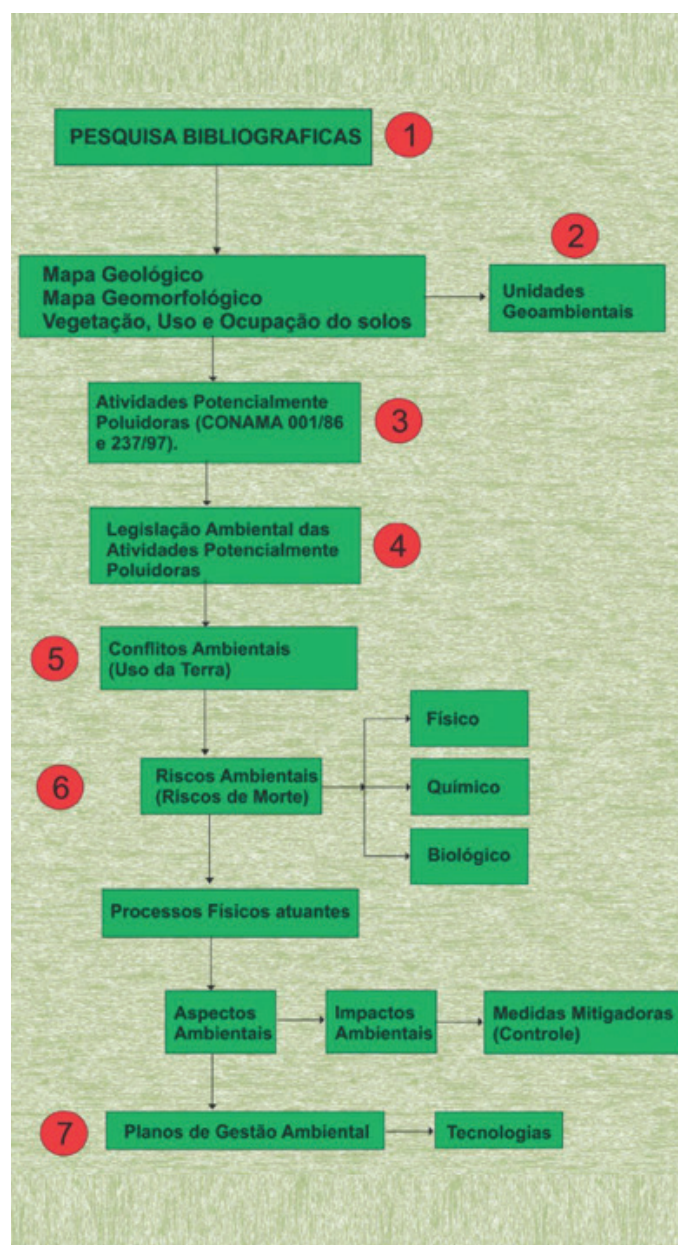 PESQUISA BIBLIOGRAFICAS
1
2
Mapa Geológico
Mapa Geomorfológico
Vegetação, Uso e Ocupação do solos
Unidades
Geoambientais
Atividades Potencialmente
Poluidoras (CONAMA 001/86
e 237/97).
3
Legislação Ambiental das
Atividades Potencialmente
Poluidoras
4
5
Conflitos Ambientais
(Uso da Terra)
6
Riscos Ambientais
(Riscos de Morte)
Físico
Químico
Biológico
Processos Físicos atuantes
Aspectos
Ambientais
Impactos
Ambientais
Medidas Mitigadoras
(Controle)
7
Planos de Gestão Ambiental
Tecnologias